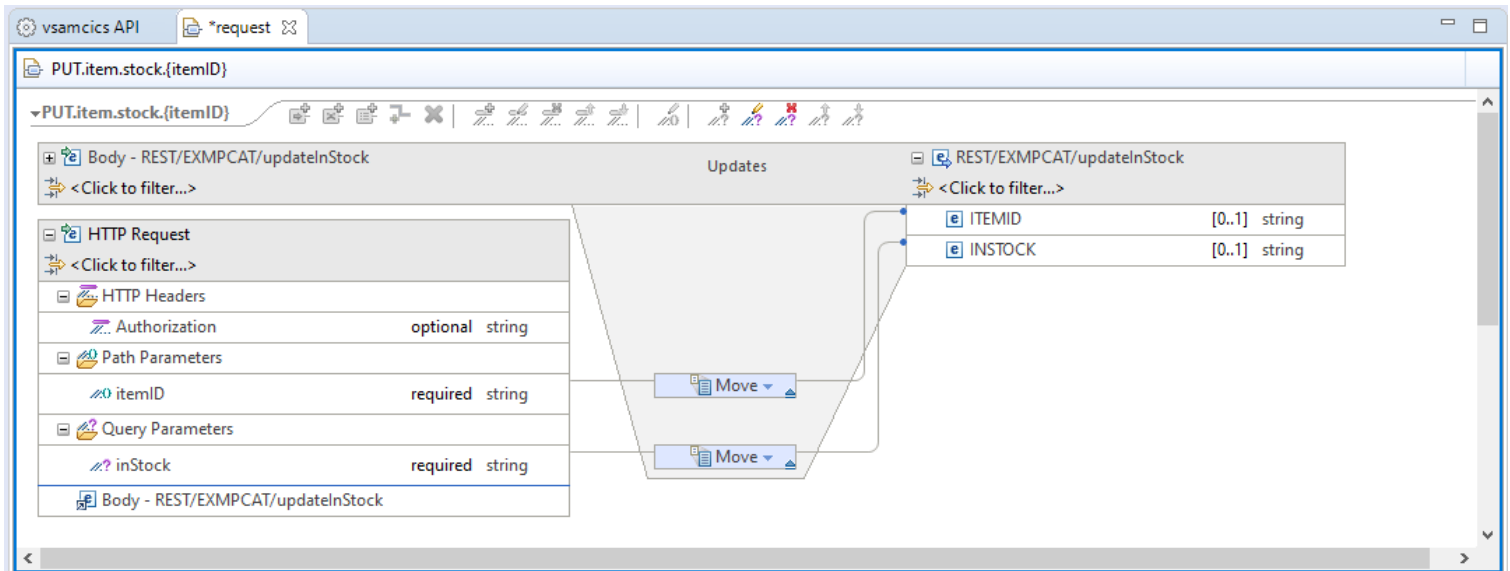 vsamcics API
*request
PUT.item.stock.{itemID}
PUT.item.stock.{itemID}
Body - REST/EXMPCAT/updateInStock
<Click to filter...>
Updates
REST/EXMPCAT/updateInStock
<Click to filter...>
HTTP Request
<Click to filter...>
ITEMID [0..1] string
INSTOCK [0..1] string
HTTP Headers
Authorization optional string
Path Parameters
itemID required string
Move
Query Parameters
inStock required string
Move
Body - REST/EXMPCAT/updateInStock